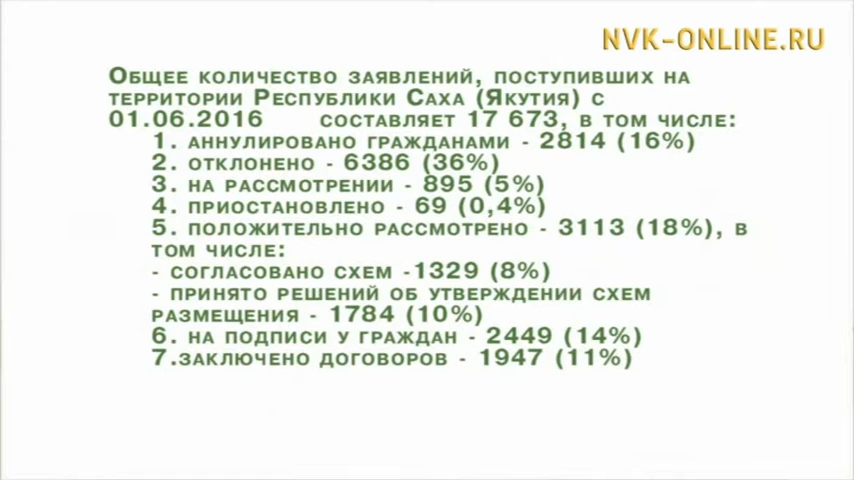 NVK-ONLINE.RU
Общее количество заявлений, поступивших на
территории Республики Саха (Якутия) с
01.06.2016 составляет 17 673, в том числе:
1. аннулировано гражданами - 2814 (16%)
2. отклонено - 6386 (36%)
3. на рассмотрении - 895 (5%)
4. приостановлено - 69 (0,4%)
5. положительно рассмотрено - 3113 (18%), в
том числе:
- согласовано схем -1329 (8%)
- принято решений об утверждении схем
размещения - 1784 (10%)
6. на подписи у граждан - 2449 (14%)
7.заключено договоров - 1947 (11%)